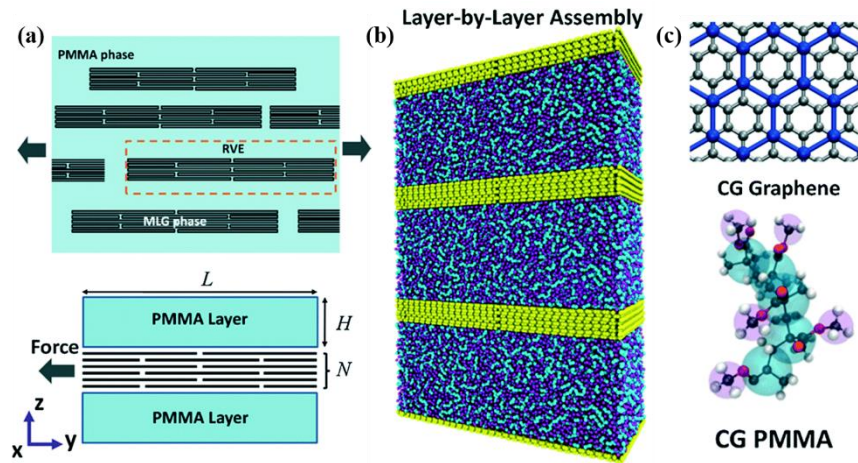 (a)
PMMA phase
RVE
MLG phase
L
PMMA Layer
H
Force
N
PMMA Layer
z
x
y
(b)
Layer-by-Layer Assembly
(c)
CG Graphene
CG PMMA